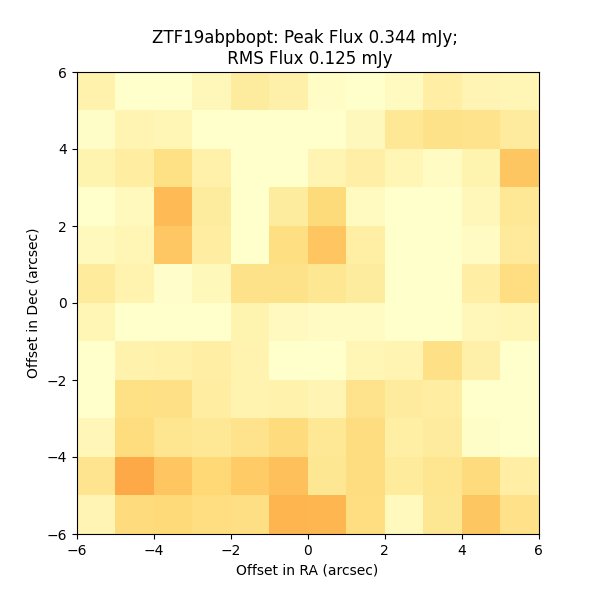 ZTF19abpbopt: Peak Flux 0.344 mJy;
RMS Flux 0.125 mJy
6
4
2
0
−2
−4
−6
Offset in Dec (arcsec)
−6 −4 −2 0 2 4 6
Offset in RA (arcsec)